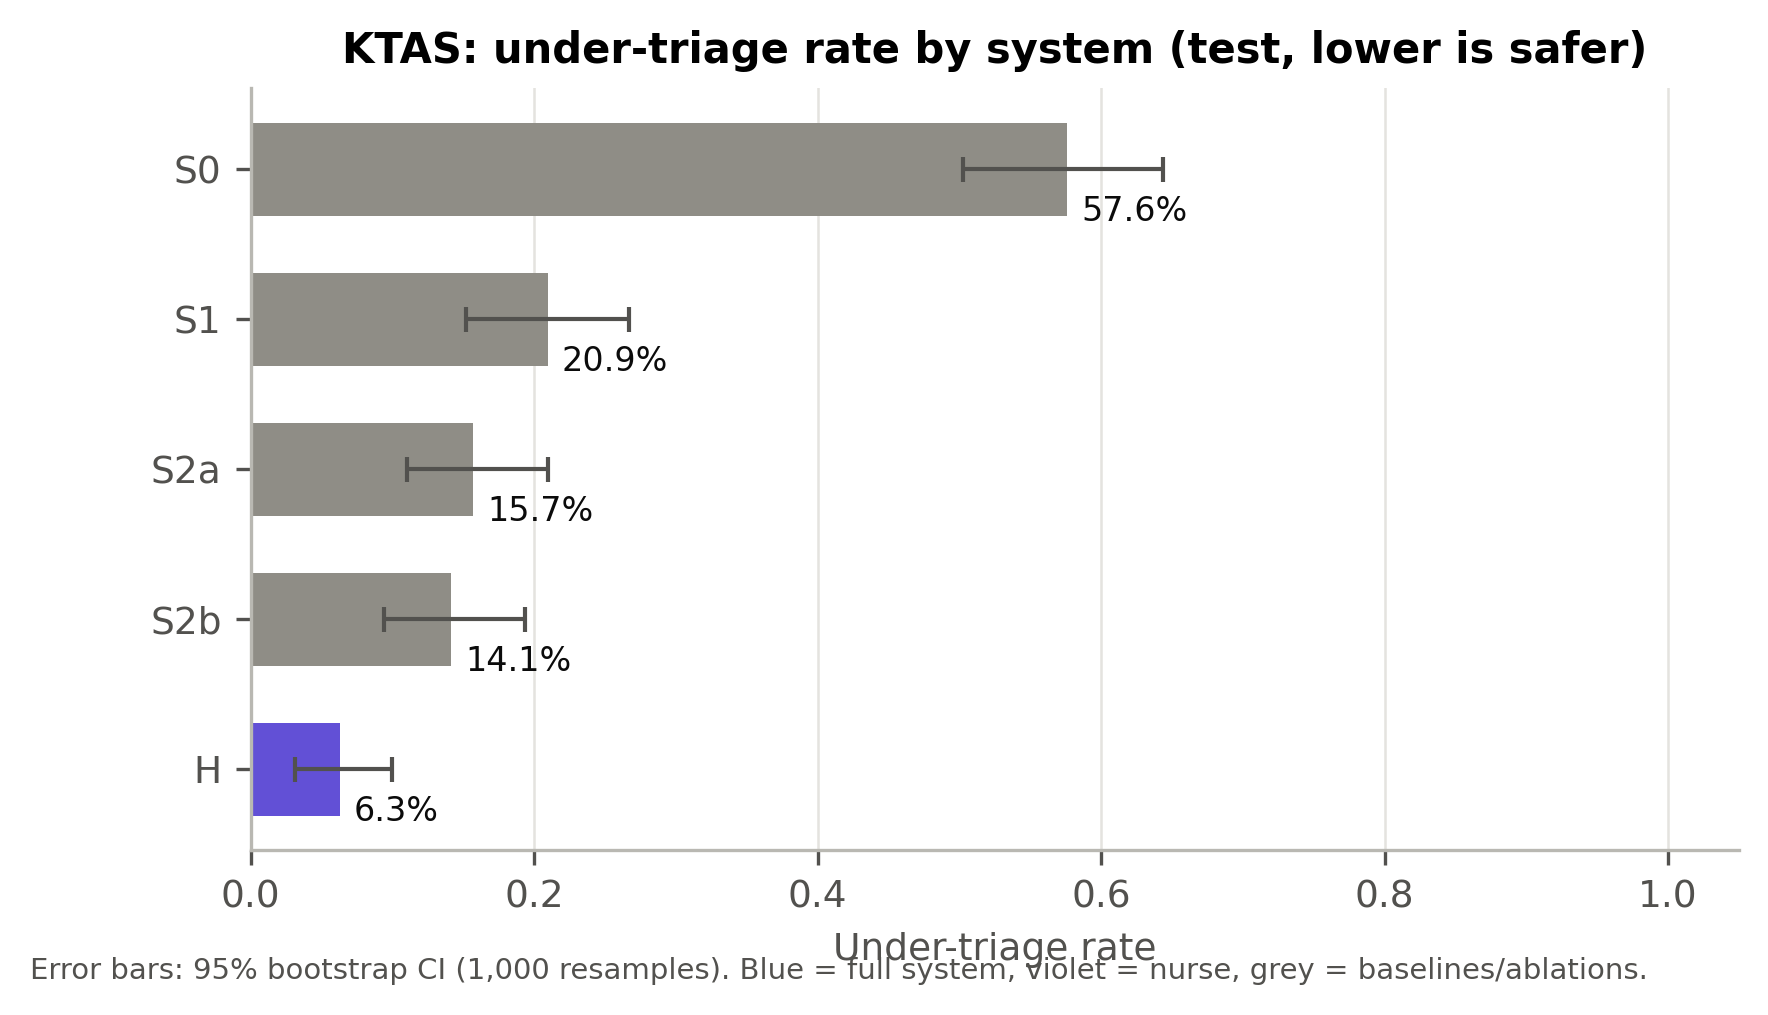 KTAS: under-triage rate by system (test, lower is safer)
S0
57.6%
S1
20.9%
S2a
15.7%
S2b
14.1%
H
6.3%
0.0 0.2 0.4 0.6 0.8 1.0
Under-triage rate
Error bars: 95% bootstrap CI (1,000 resamples). Blue = full system, violet = nurse, grey = baselines/ablations.